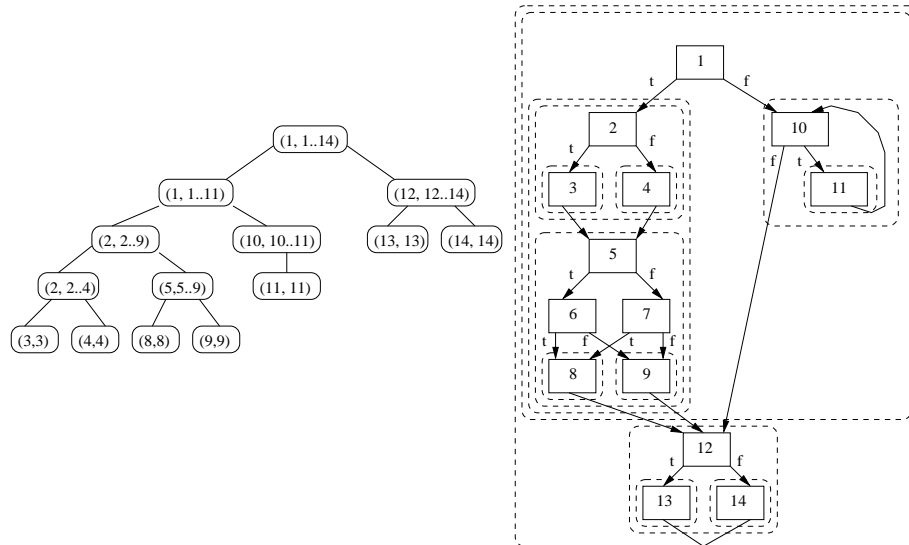 (1, 1..14)
(1, 1..11)
(12, 12..14)
(2, 2..9)
(10, 10..11)
(13, 13)
(14, 14)
(2, 2..4)
(5,5..9)
(11, 11)
(3,3)
(4,4)
(8,8)
(9,9)
1
t
f
2
10
t
f
f
t
3
4
11
5
t
f
6
7
t
f
t
f
8
9
12
t
f
13
14